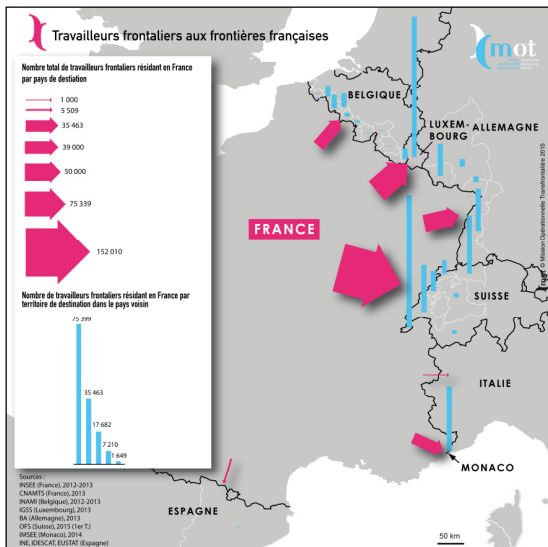 Travailleurs frontaliers aux frontières françaises
Nombre total de travailleurs frontaliers résidant en France
par pays de destiation
1 000
5 509
35 463
39 000
50 000
75 339
152 010
Nombre de travailleurs frontaliers résidant en France par
territoire de destination dans le pays voisin
75 399
35 463
17 682
7 210
1 649
Sources :
INSEE (France), 2012-2013
CNAMTS (France), 2013
INAMI (Belgique), 2012-2013
IGSS (Luxembourg), 2013
BA (Allemagne), 2013
OFS (Suisse), 2015 (1er T.)
IMSEE (Monaco), 2014
INE, IDESCAT, EUSTAT (Espagne)
mot
BELGIQUE
LUXEM-
BOURG
ALLEMAGNE
FRANCE
SUISSE
ITALIE
MONACO
ESPAGNE
50 km
© Mission Opérationnelle Transfrontalière 2015